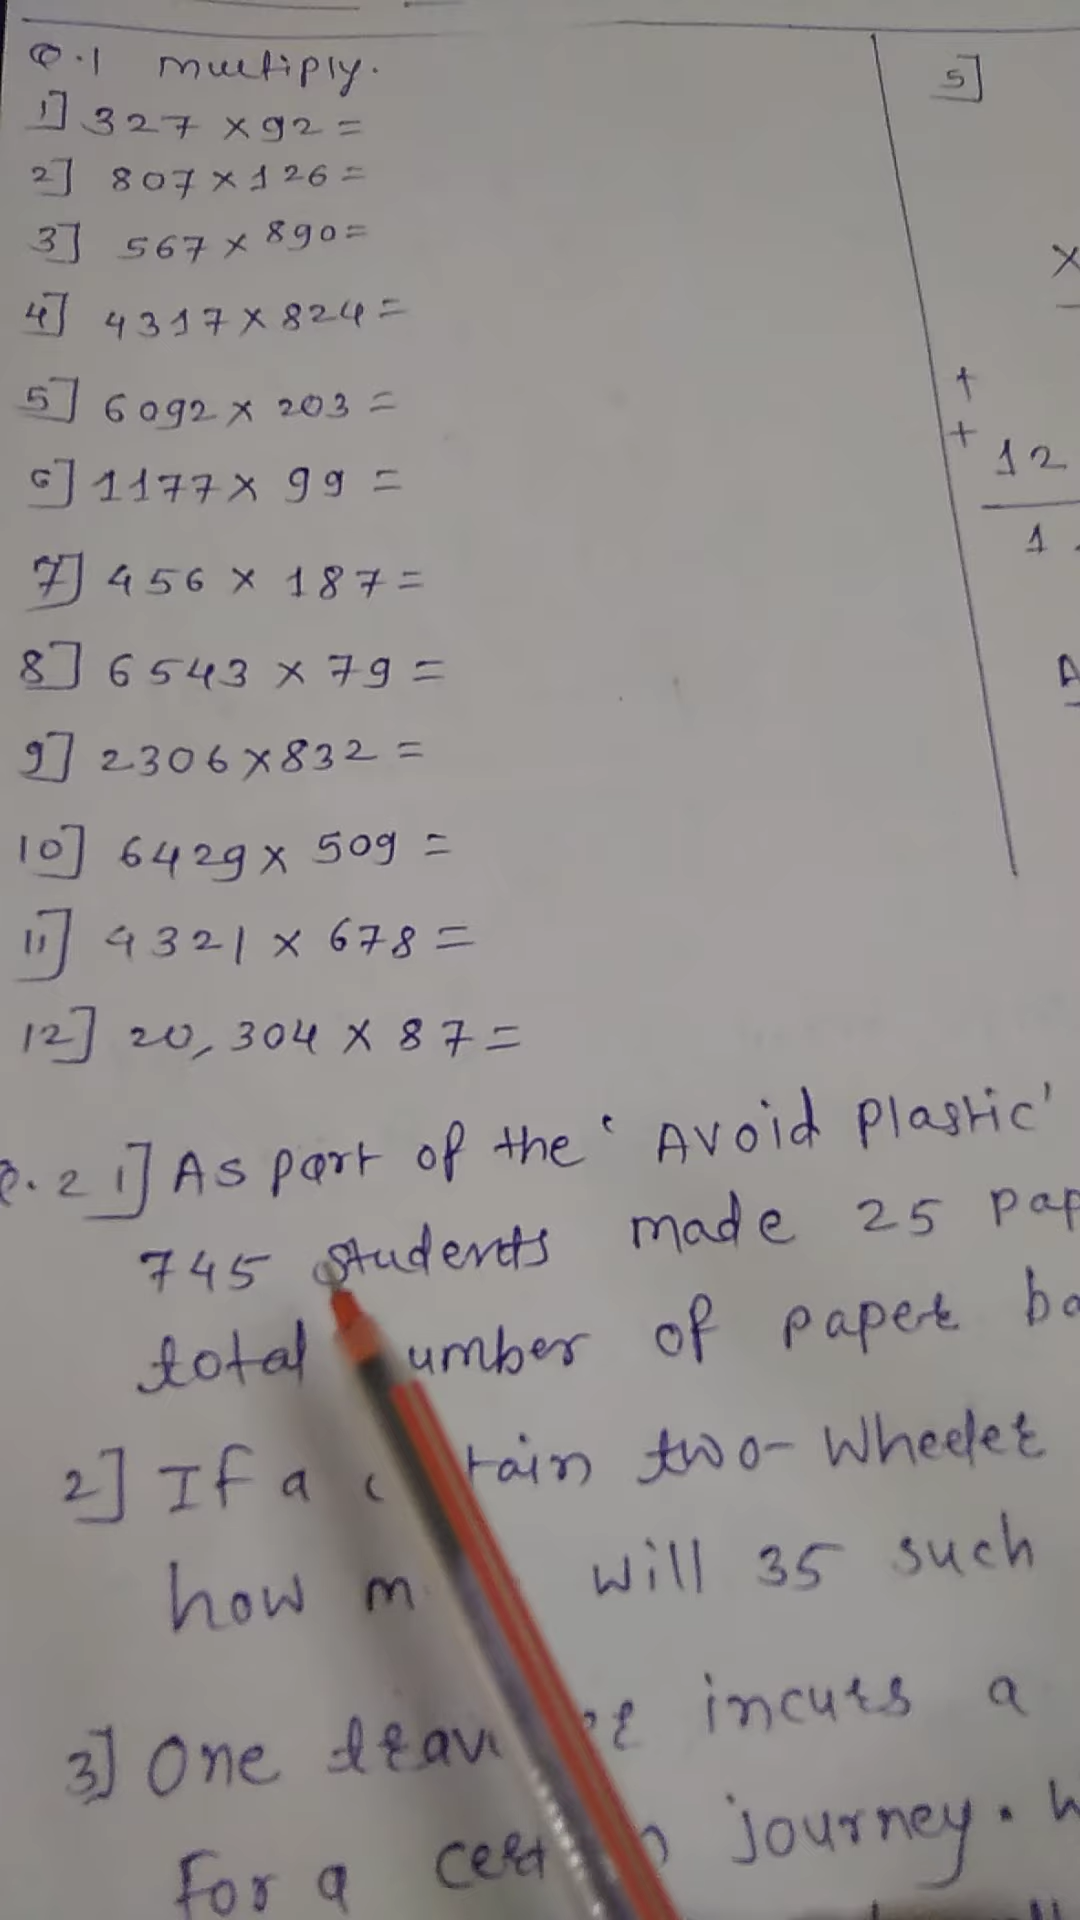 Q.1 multiply.
1] 327 × 92 =
2] 807 × 126 =
3] 567 × 890 =
4] 4317 × 824 =
5] 6092 × 203 =
6] 1177 × 99 =
7] 456 × 187 =
8] 6543 × 79 =
9] 2306 × 832 =
10] 6429 × 509 =
11] 4321 × 678 =
12] 20,304 × 87 =
Q.2 1] As part of the 'Avoid Plastic'
745 students made 25
total number of paper
2] If a two-wheeler
how will 35 such
3] One incurs a
for a journey.
5]
×
+
+ 12
1